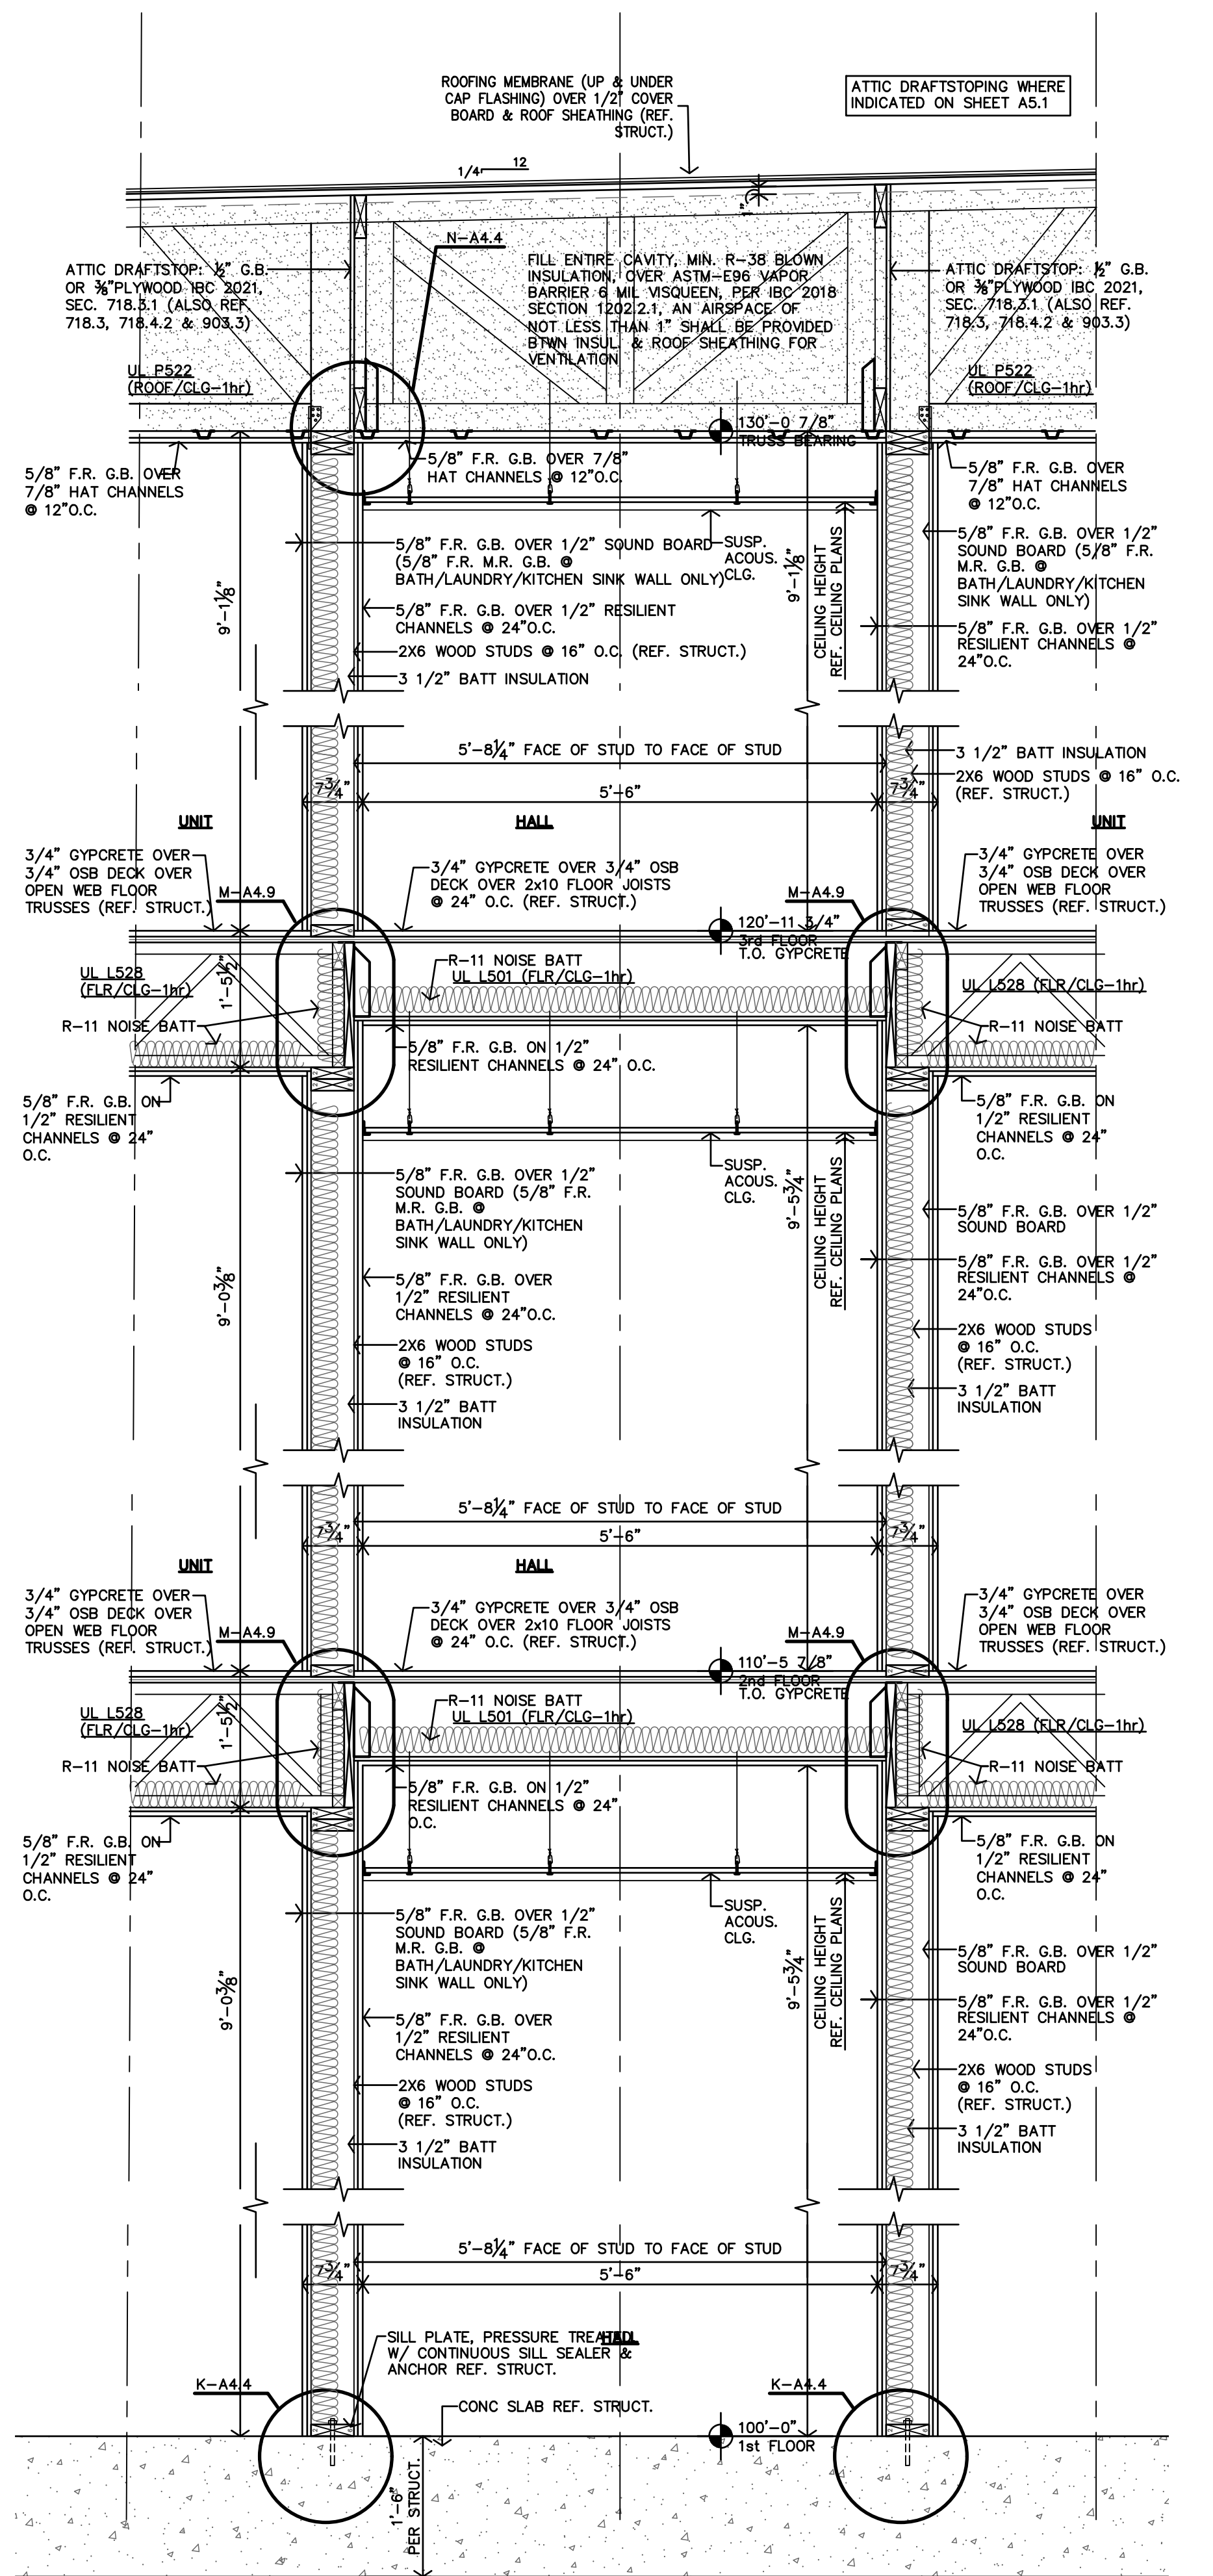 ROOFING MEMBRANE (UP & UNDER
CAP FLASHING) OVER 1/2" COVER
BOARD & ROOF SHEATHING (REF.
STRUCT.)
ATTIC DRAFTSTOPING WHERE
INDICATED ON SHEET A5.1
12
1/4"
1"
N-A4.4
ATTIC DRAFTSTOP: ½" G.B.
OR ⅜"PLYWOOD IBC 2021,
SEC. 718.3.1 (ALSO REF.
718.3, 718.4.2 & 903.3)
FILL ENTIRE CAVITY, MIN. R-38 BLOWN
INSULATION, OVER ASTM-E96 VAPOR
BARRIER 6 MIL VISQUEEN, PER IBC 2018
SECTION 1202.2.1, AN AIRSPACE OF
NOT LESS THAN 1" SHALL BE PROVIDED
BTWN INSUL. & ROOF SHEATHING FOR
VENTILATION
ATTIC DRAFTSTOP: ½" G.B.
OR ⅜"PLYWOOD IBC 2021,
SEC. 718.3.1 (ALSO REF.
718.3, 718.4.2 & 903.3)
UL P522
(ROOF/CLG-1hr)
UL P522
(ROOF/CLG-1hr)
130'-0 7/8"
TRUSS BEARING
5/8" F.R. G.B. OVER
7/8" HAT CHANNELS
@ 12"O.C.
5/8" F.R. G.B. OVER 7/8"
HAT CHANNELS @ 12"O.C.
5/8" F.R. G.B. OVER
7/8" HAT CHANNELS
@ 12"O.C.
5/8" F.R. G.B. OVER 1/2" SOUND BOARD
(5/8" F.R. M.R. G.B. @
BATH/LAUNDRY/KITCHEN SINK WALL ONLY)
SUSP.
ACOUS.
CLG.
5/8" F.R. G.B. OVER 1/2"
SOUND BOARD (5/8" F.R.
M.R. G.B. @
BATH/LAUNDRY/KITCHEN
SINK WALL ONLY)
9'-1⅛"
9'-1⅛"
CEILING HEIGHT
REF. CEILING PLANS
5/8" F.R. G.B. OVER 1/2" RESILIENT
CHANNELS @ 24"O.C.
5/8" F.R. G.B. OVER 1/2"
RESILIENT CHANNELS @
24"O.C.
2X6 WOOD STUDS @ 16" O.C. (REF. STRUCT.)
3 1/2" BATT INSULATION
5'-8¼" FACE OF STUD TO FACE OF STUD
3 1/2" BATT INSULATION
2X6 WOOD STUDS @ 16" O.C.
(REF. STRUCT.)
7¾"
5'-6"
7¾"
UNIT
HALL
UNIT
3/4" GYPCRETE OVER
3/4" OSB DECK OVER
OPEN WEB FLOOR
TRUSSES (REF. STRUCT.)
M-A4.9
3/4" GYPCRETE OVER 3/4" OSB
DECK OVER 2x10 FLOOR JOISTS
@ 24" O.C. (REF. STRUCT.)
M-A4.9
3/4" GYPCRETE OVER
3/4" OSB DECK OVER
OPEN WEB FLOOR
TRUSSES (REF. STRUCT.)
120'-11 3/4"
3rd FLOOR
T.O. GYPCRETE
UL L528
(FLR/CLG-1hr)
1'-5½"
R-11 NOISE BATT
UL L501 (FLR/CLG-1hr)
UL L528 (FLR/CLG-1hr)
R-11 NOISE BATT
R-11 NOISE BATT
5/8" F.R. G.B. ON 1/2"
RESILIENT CHANNELS @ 24" O.C.
5/8" F.R. G.B. ON
1/2" RESILIENT
CHANNELS @ 24"
O.C.
5/8" F.R. G.B. ON
1/2" RESILIENT
CHANNELS @ 24"
O.C.
5/8" F.R. G.B. OVER 1/2"
SOUND BOARD (5/8" F.R.
M.R. G.B. @
BATH/LAUNDRY/KITCHEN
SINK WALL ONLY)
SUSP.
ACOUS.
CLG.
9'-5¾"
CEILING HEIGHT
REF. CEILING PLANS
5/8" F.R. G.B. OVER 1/2"
SOUND BOARD
9'-0⅜"
5/8" F.R. G.B. OVER
1/2" RESILIENT
CHANNELS @ 24"O.C.
5/8" F.R. G.B. OVER 1/2"
RESILIENT CHANNELS @
24"O.C.
2X6 WOOD STUDS
@ 16" O.C.
(REF. STRUCT.)
2X6 WOOD STUDS
@ 16" O.C.
(REF. STRUCT.)
3 1/2" BATT
INSULATION
3 1/2" BATT
INSULATION
5'-8¼" FACE OF STUD TO FACE OF STUD
7¾"
5'-6"
7¾"
UNIT
HALL
3/4" GYPCRETE OVER
3/4" OSB DECK OVER
OPEN WEB FLOOR
TRUSSES (REF. STRUCT.)
M-A4.9
3/4" GYPCRETE OVER 3/4" OSB
DECK OVER 2x10 FLOOR JOISTS
@ 24" O.C. (REF. STRUCT.)
M-A4.9
3/4" GYPCRETE OVER
3/4" OSB DECK OVER
OPEN WEB FLOOR
TRUSSES (REF. STRUCT.)
110'-5 7/8"
2nd FLOOR
T.O. GYPCRETE
UL L528
(FLR/CLG-1hr)
1'-5½"
R-11 NOISE BATT
UL L501 (FLR/CLG-1hr)
UL L528 (FLR/CLG-1hr)
R-11 NOISE BATT
R-11 NOISE BATT
5/8" F.R. G.B. ON 1/2"
RESILIENT CHANNELS @ 24"
O.C.
5/8" F.R. G.B. ON
1/2" RESILIENT
CHANNELS @ 24"
O.C.
5/8" F.R. G.B. ON
1/2" RESILIENT
CHANNELS @ 24"
O.C.
5/8" F.R. G.B. OVER 1/2"
SOUND BOARD (5/8" F.R.
M.R. G.B. @
BATH/LAUNDRY/KITCHEN
SINK WALL ONLY)
SUSP.
ACOUS.
CLG.
9'-5¾"
CEILING HEIGHT
REF. CEILING PLANS
5/8" F.R. G.B. OVER 1/2"
SOUND BOARD
9'-0⅜"
5/8" F.R. G.B. OVER
1/2" RESILIENT
CHANNELS @ 24"O.C.
5/8" F.R. G.B. OVER 1/2"
RESILIENT CHANNELS @
24"O.C.
2X6 WOOD STUDS
@ 16" O.C.
(REF. STRUCT.)
2X6 WOOD STUDS
@ 16" O.C.
(REF. STRUCT.)
3 1/2" BATT
INSULATION
3 1/2" BATT
INSULATION
5'-8¼" FACE OF STUD TO FACE OF STUD
7¾"
5'-6"
7¾"
HALL
SILL PLATE, PRESSURE TREATED
W/ CONTINUOUS SILL SEALER &
ANCHOR REF. STRUCT.
K-A4.4
K-A4.4
CONC SLAB REF. STRUCT.
100'-0"
1st FLOOR
1'-6"
PER STRUCT.